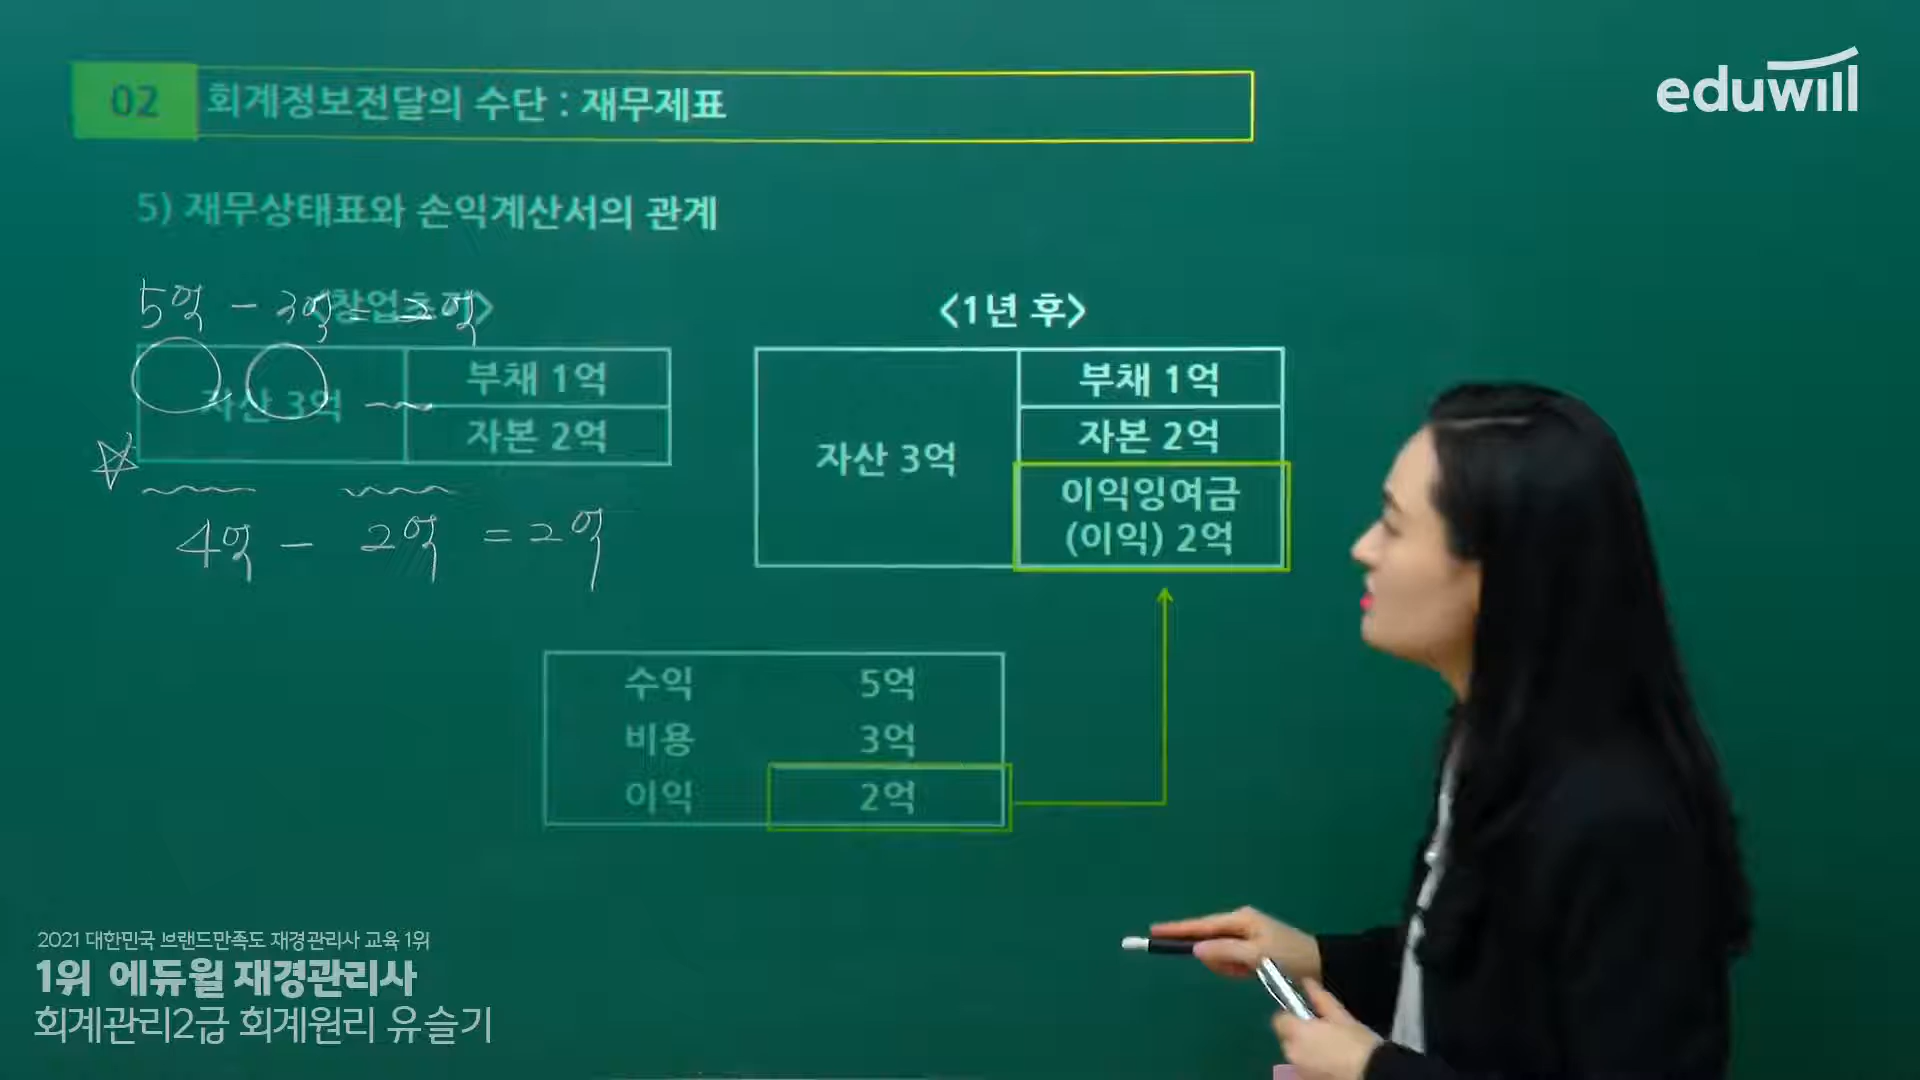 eduwill
02 회계정보전달의 수단 : 재무제표
5) 재무상태표와 손익계산서의 관계
5억 - 3억 = 2억
<창업초기>
자산 3억
부채 1억
자본 2억
4억 - 2억 = 2억
<1년 후>
자산 3억
부채 1억
자본 2억
이익잉여금
(이익) 2억
수익 5억
비용 3억
이익 2억
2021 대한민국 브랜드만족도 재경관리사 교육 1위
1위 에듀윌 재경관리사
회계관리2급 회계원리 유슬기